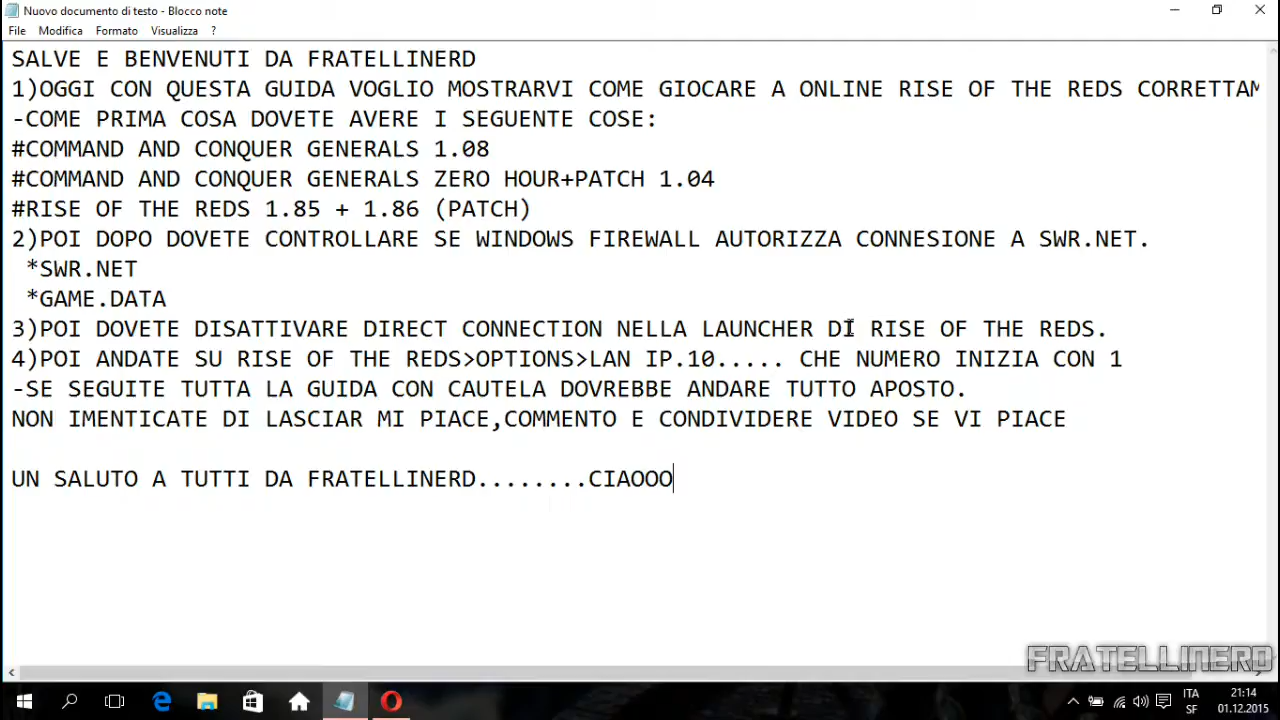 Nuovo documento di testo - Blocco note
File Modifica Formato Visualizza ?
SALVE E BENVENUTI DA FRATELLINERD
1)OGGI CON QUESTA GUIDA VOGLIO MOSTRARVI COME GIOCARE A ONLINE RISE OF THE REDS CORRETTAM
-COME PRIMA COSA DOVETE AVERE I SEGUENTE COSE:
#COMMAND AND CONQUER GENERALS 1.08
#COMMAND AND CONQUER GENERALS ZERO HOUR+PATCH 1.04
#RISE OF THE REDS 1.85 + 1.86 (PATCH)
2)POI DOPO DOVETE CONTROLLARE SE WINDOWS FIREWALL AUTORIZZA CONNESIONE A SWR.NET.
*SWR.NET
*GAME.DATA
3)POI DOVETE DISATTIVARE DIRECT CONNECTION NELLA LAUNCHER DI RISE OF THE REDS.
4)POI ANDATE SU RISE OF THE REDS>OPTIONS>LAN IP.10..... CHE NUMERO INIZIA CON 1
-SE SEGUITE TUTTA LA GUIDA CON CAUTELA DOVREBBE ANDARE TUTTO APOSTO.
NON IMENTICATE DI LASCIAR MI PIACE,COMMENTO E CONDIVIDERE VIDEO SE VI PIACE
UN SALUTO A TUTTI DA FRATELLINERD........CIAOOO
FRATELLINERD
ITA 21:14
SF 01.12.2015